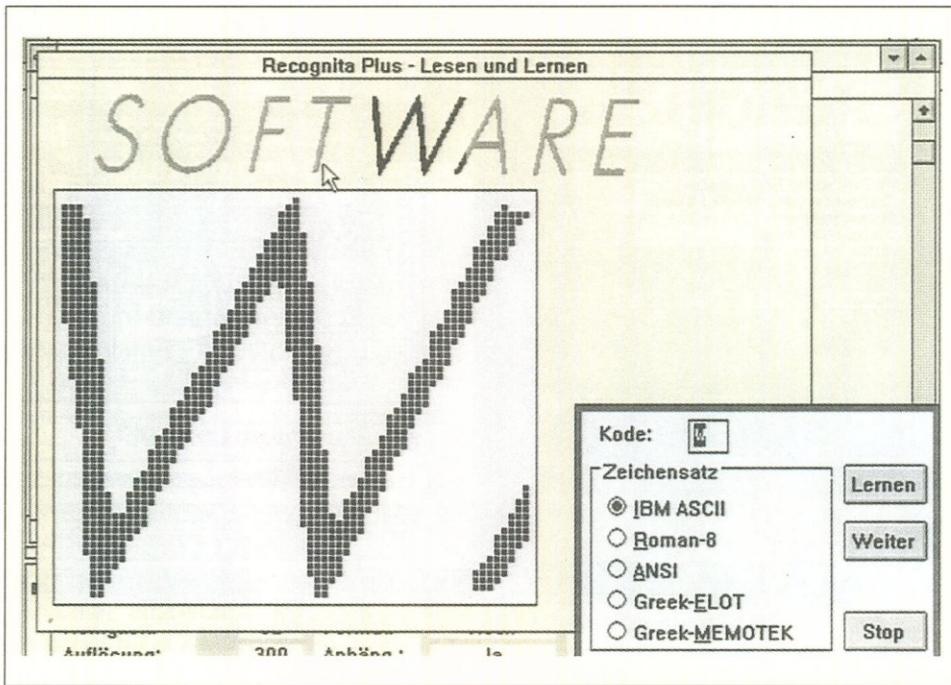 Recognita Plus - Lesen und Lernen
SOFTWARE
Kode:
Zeichensatz
IBM ASCII
Roman-8
ANSI
Greek-ELOT
Greek-MEMOTEK
Lernen
Weiter
Stop
Auflösung: 300 Anhäng.: Ja